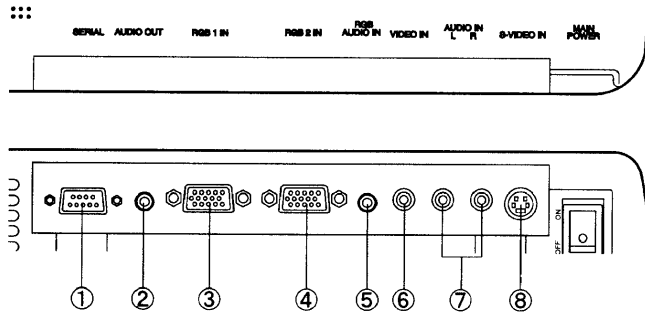 SERIAL AUDIO OUT RGB 1 IN RGB 2 IN RGB AUDIO IN VIDEO IN AUDIO IN L R S-VIDEO IN MAIN POWER
ON
OFF
① ② ③ ④ ⑤ ⑥ ⑦ ⑧